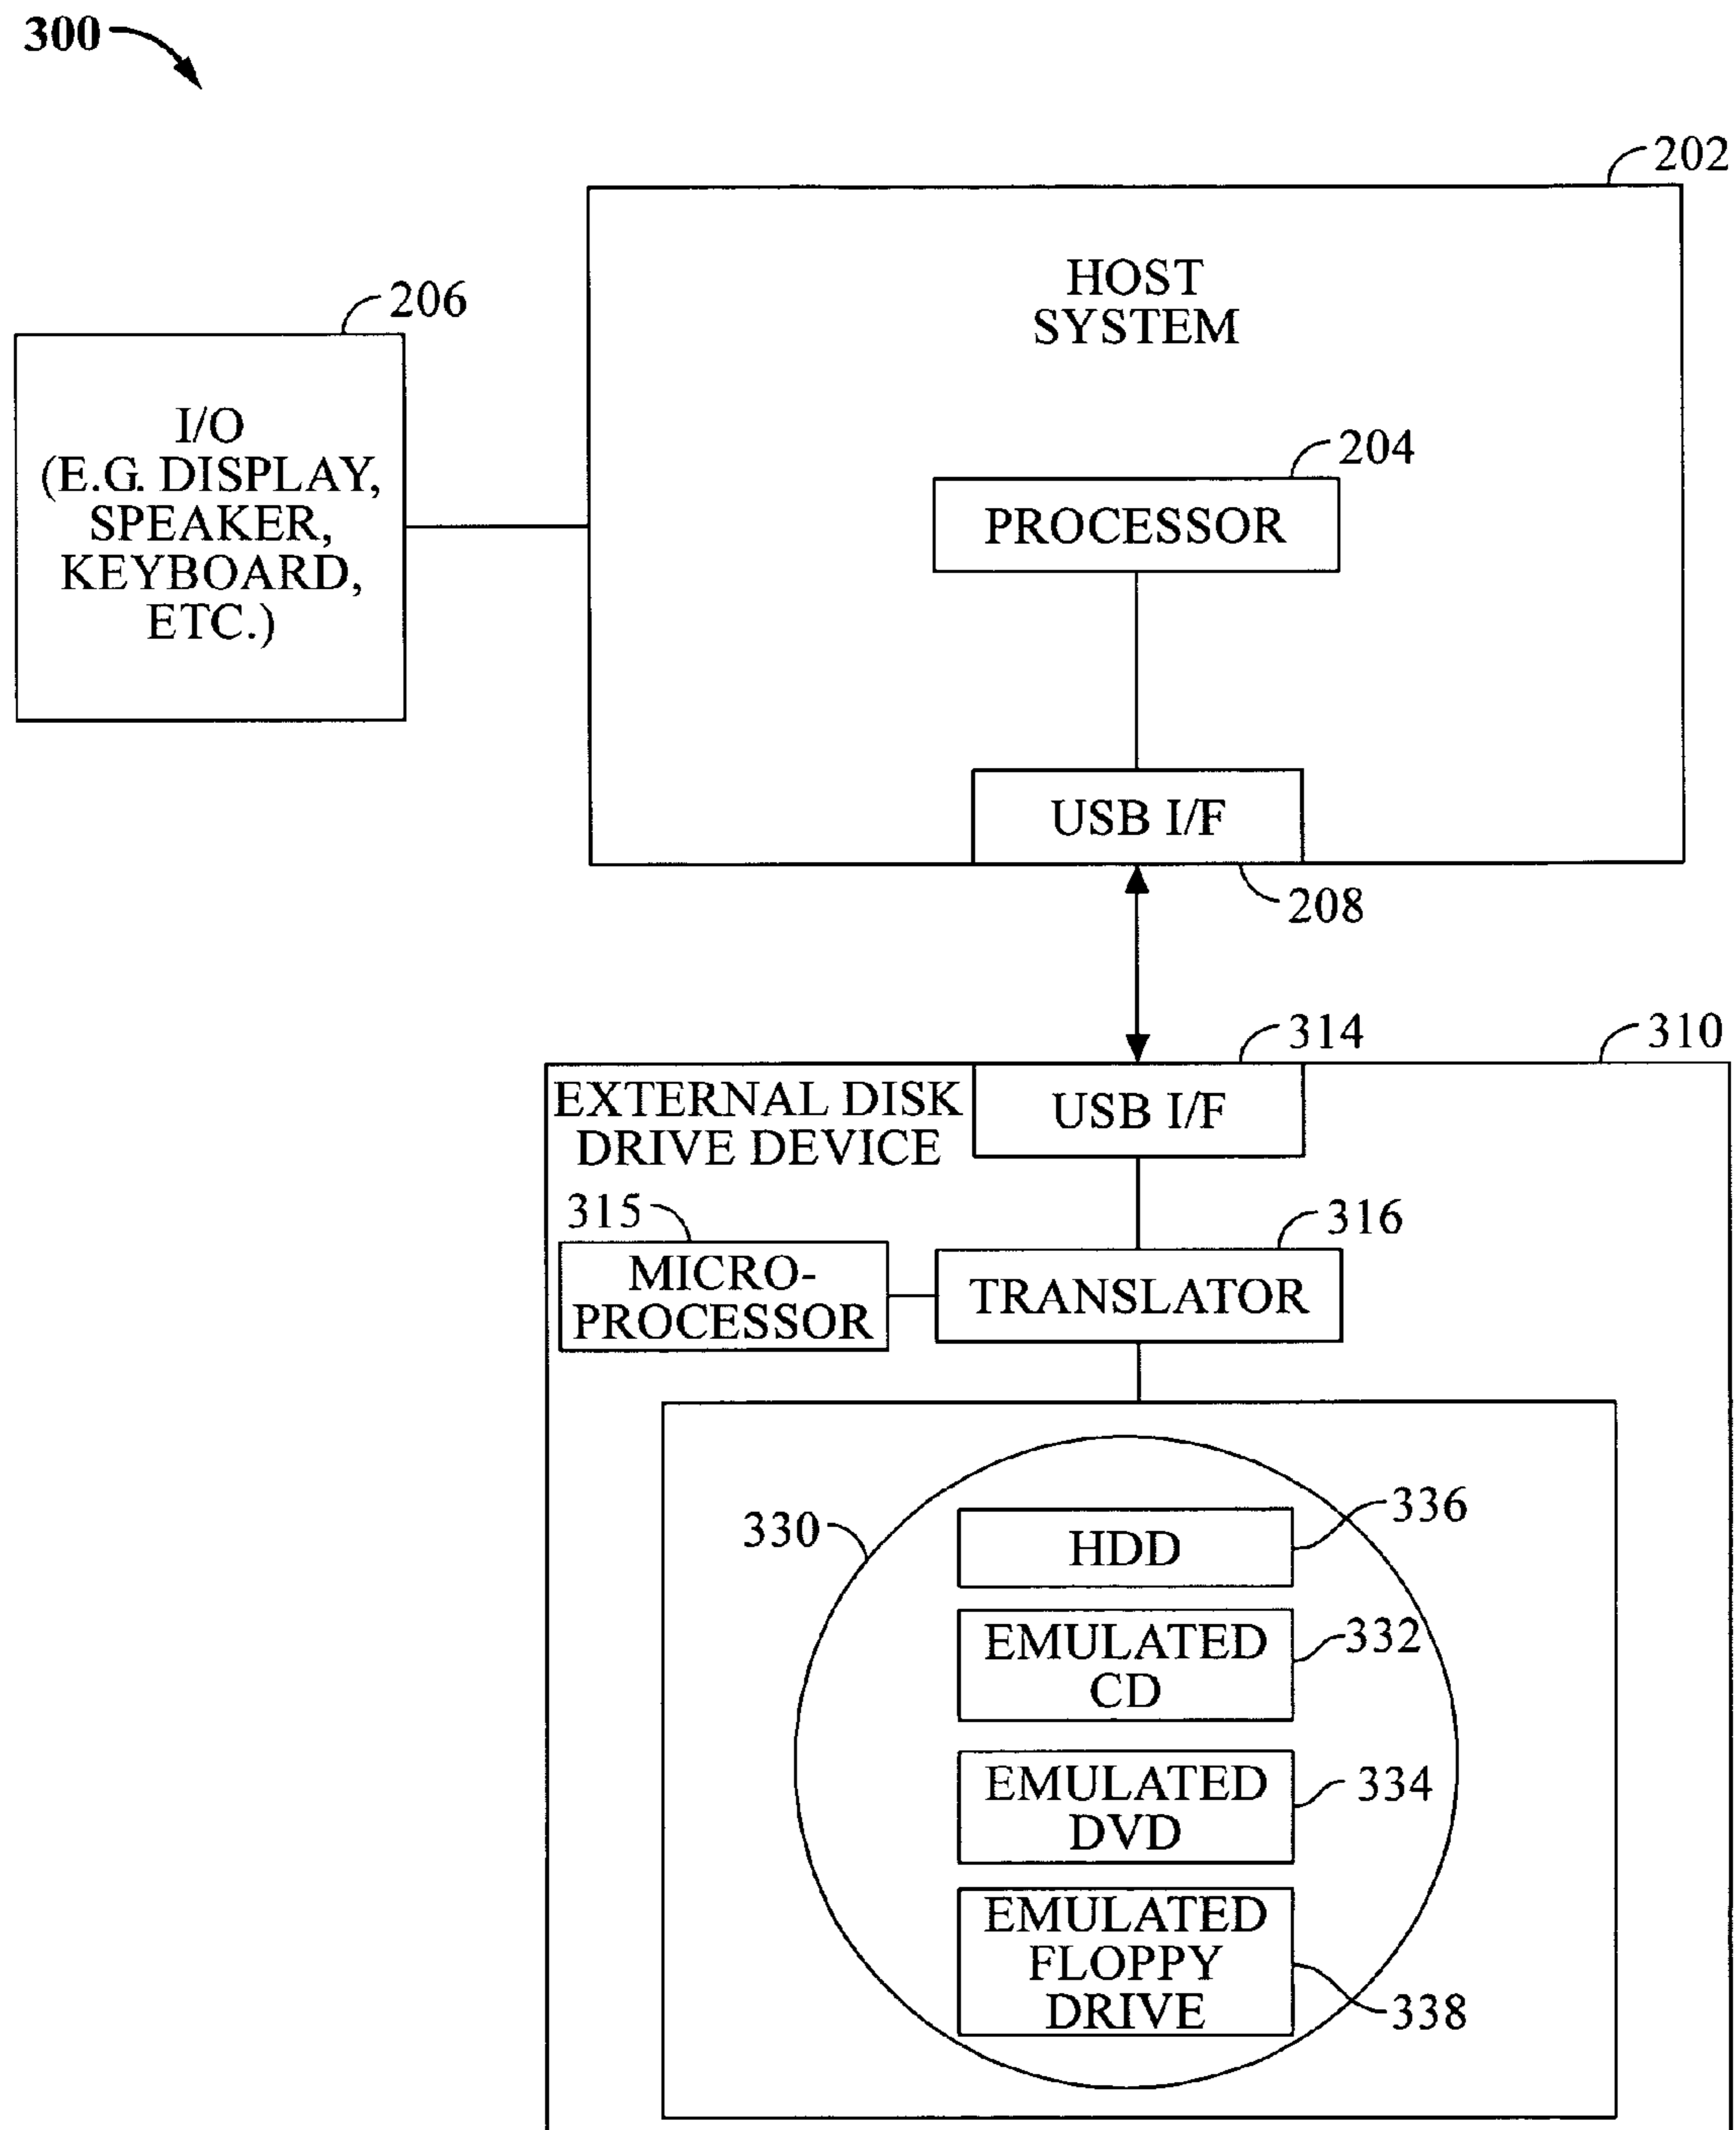 300
202
HOST
SYSTEM
206
I/O
(E.G. DISPLAY,
SPEAKER,
KEYBOARD,
ETC.)
204
PROCESSOR
USB I/F
208
314
310
EXTERNAL DISK
DRIVE DEVICE
USB I/F
315
MICRO-
PROCESSOR
316
TRANSLATOR
330
HDD
336
EMULATED
CD
332
EMULATED
DVD
334
EMULATED
FLOPPY
DRIVE
338